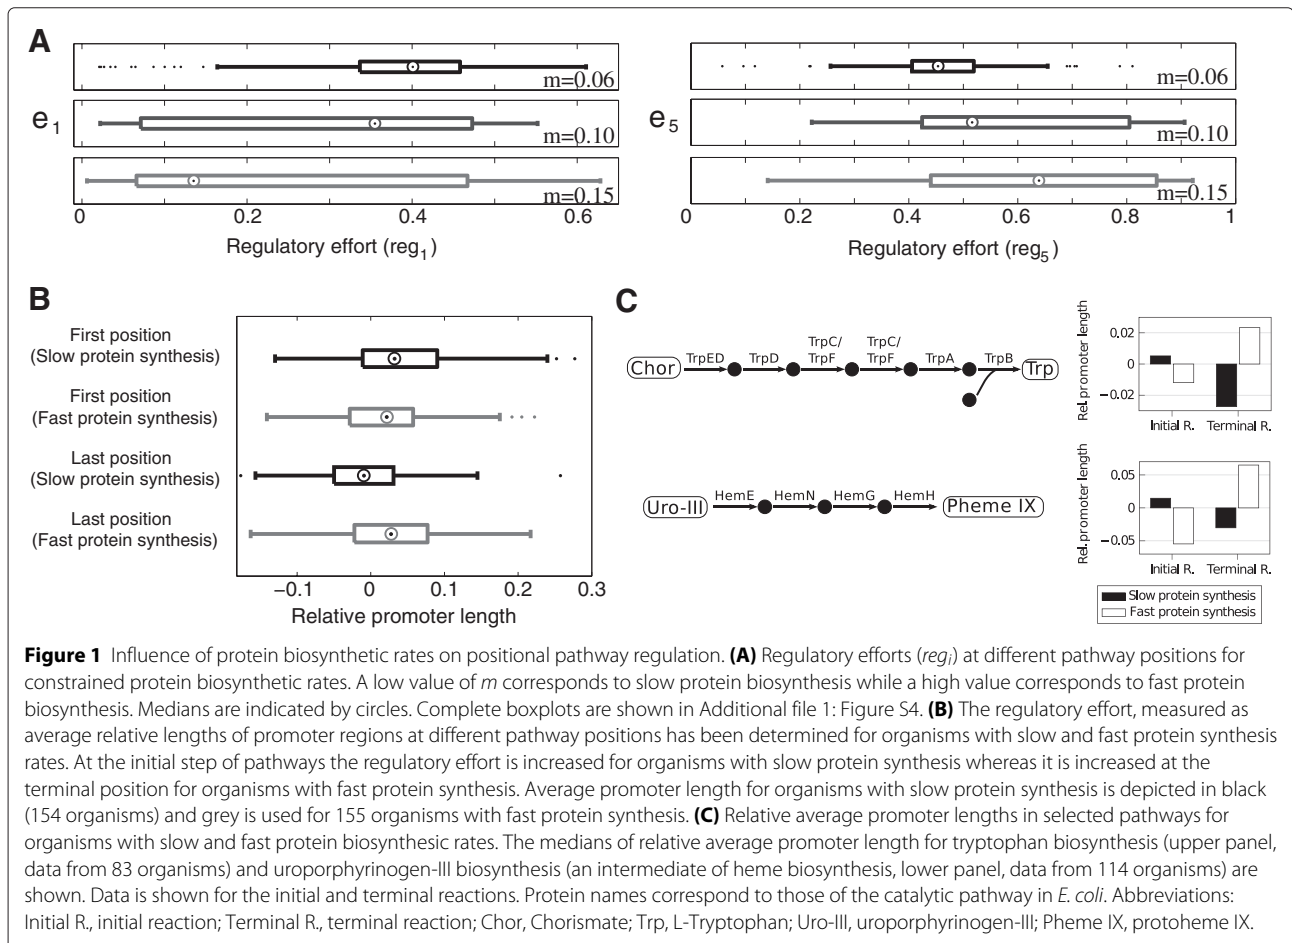 A
m=0.06
e1
m=0.10
m=0.15
0 0.2 0.4 0.6
Regulatory effort (reg1)
m=0.06
e5
m=0.10
m=0.15
0 0.2 0.4 0.6 0.8 1
Regulatory effort (reg5)
B
First position
(Slow protein synthesis)
First position
(Fast protein synthesis)
Last position
(Slow protein synthesis)
Last position
(Fast protein synthesis)
−0.1 0 0.1 0.2 0.3
Relative promoter length
C
TrpC/ TrpC/
TrpED TrpD TrpF TrpF TrpA TrpB
Chor Trp
HemE HemN HemG HemH
Uro-III Pheme IX
Rel. promoter length
0.02
0
−0.02
Initial R. Terminal R.
Rel. promoter length
0.05
0
−0.05
Initial R. Terminal R.
Slow protein synthesis
Fast protein synthesis
Figure 1 Influence of protein biosynthetic rates on positional pathway regulation. (A) Regulatory efforts (regi) at different pathway positions for
constrained protein biosynthetic rates. A low value of m corresponds to slow protein biosynthesis while a high value corresponds to fast protein
biosynthesis. Medians are indicated by circles. Complete boxplots are shown in Additional file 1: Figure S4. (B) The regulatory effort, measured as
average relative lengths of promoter regions at different pathway positions has been determined for organisms with slow and fast protein synthesis
rates. At the initial step of pathways the regulatory effort is increased for organisms with slow protein synthesis whereas it is increased at the
terminal position for organisms with fast protein synthesis. Average promoter length for organisms with slow protein synthesis is depicted in black
(154 organisms) and grey is used for 155 organisms with fast protein synthesis. (C) Relative average promoter lengths in selected pathways for
organisms with slow and fast protein biosynthesic rates. The medians of relative average promoter length for tryptophan biosynthesis (upper panel,
data from 83 organisms) and uroporphyrinogen-III biosynthesis (an intermediate of heme biosynthesis, lower panel, data from 114 organisms) are
shown. Data is shown for the initial and terminal reactions. Protein names correspond to those of the catalytic pathway in E. coli. Abbreviations:
Initial R., initial reaction; Terminal R., terminal reaction; Chor, Chorismate; Trp, L-Tryptophan; Uro-III, uroporphyrinogen-III; Pheme IX, protoheme IX.